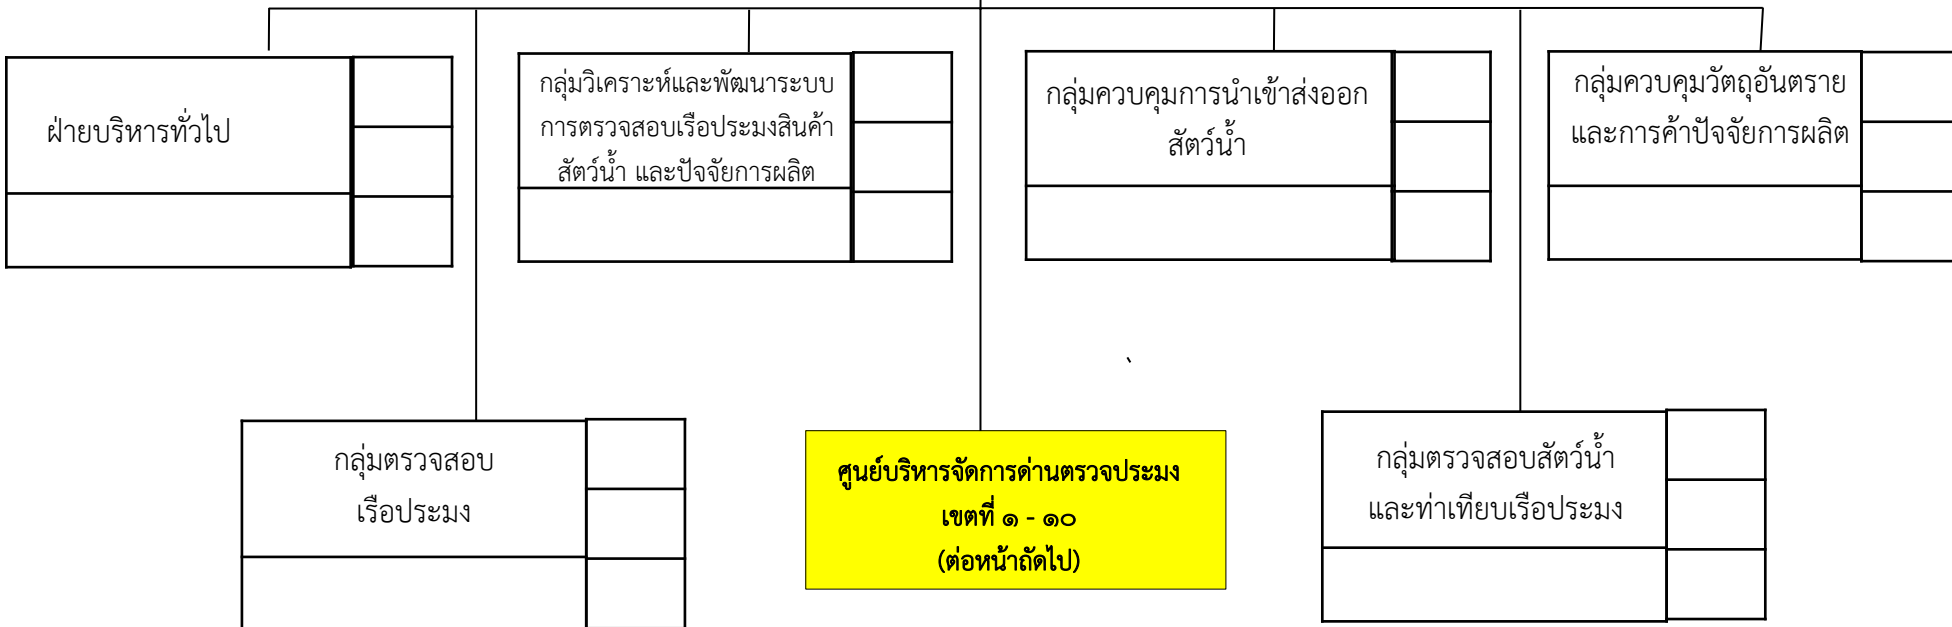 ฝ่ายบริหารทั่วไป
กลุ่มวิเคราะห์และพัฒนาระบบ
การตรวจสอบเรือประมงสินค้า
สัตว์น้ำ และปัจจัยการผลิต
กลุ่มควบคุมการนำเข้าส่งออก
สัตว์น้ำ
กลุ่มควบคุมวัตถุอันตราย
และการค้าปัจจัยการผลิต
กลุ่มตรวจสอบ
เรือประมง
ศูนย์บริหารจัดการด่านตรวจประมง
เขตที่ ๑ - ๑๐
(ต่อหน้าถัดไป)
กลุ่มตรวจสอบสัตว์น้ำ
และท่าเทียบเรือประมง